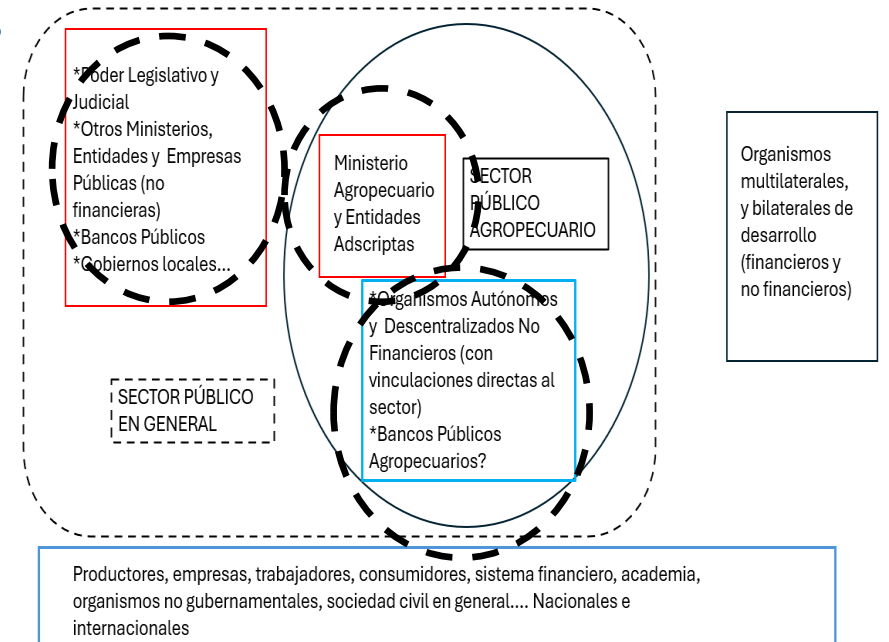 *Poder Legislativo y
Judicial
*Otros Ministerios,
Entidades y Empresas
Públicas (no
financieras)
*Bancos Públicos
*Gobiernos locales...
Ministerio
Agropecuario
y Entidades
Adscriptas
SECTOR
PÚBLICO
AGROPECUARIO
*Organismos Autónomos
y Descentralizados No
Financieros (con
vinculaciones directas al
sector)
*Bancos Públicos
Agropecuarios?
SECTOR PÚBLICO
EN GENERAL
Organismos
multilaterales,
y bilaterales de
desarrollo
(financieros y
no financieros)
Productores, empresas, trabajadores, consumidores, sistema financiero, academia,
organismos no gubernamentales, sociedad civil en general.... Nacionales e
internacionales